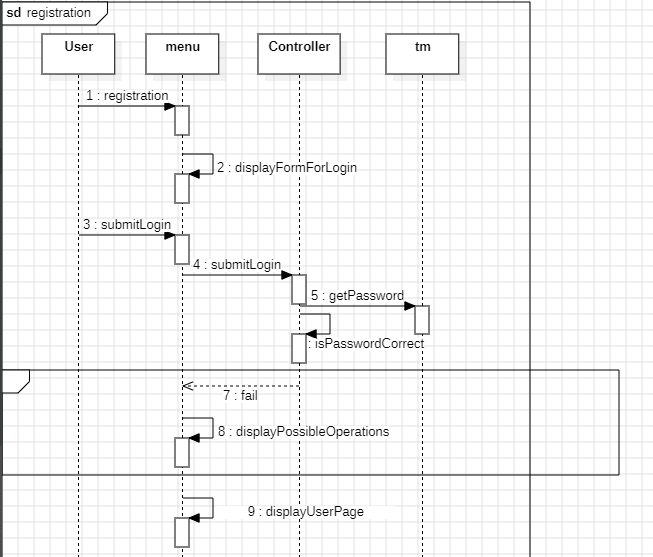 sd registration
User
menu
Controller
tm
1 : registration
2 : displayFormForLogin
3 : submitLogin
4 : submitLogin
5 : getPassword
: isPasswordCorrect
7 : fail
8 : displayPossibleOperations
9 : displayUserPage